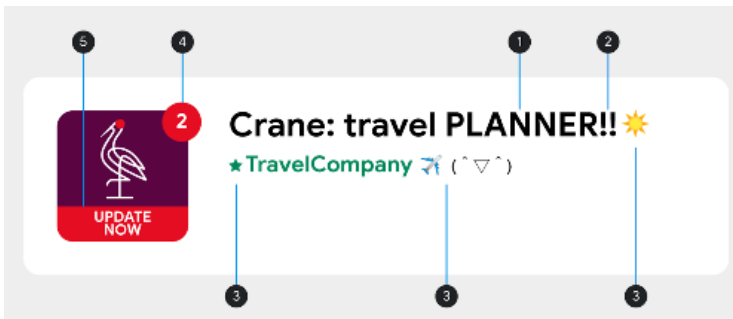 5 4 1 2
2
Crane: travel PLANNER!!☀️
★TravelCompany ✈️ (ˆ▽ˆ)
UPDATE
NOW
3 3 3